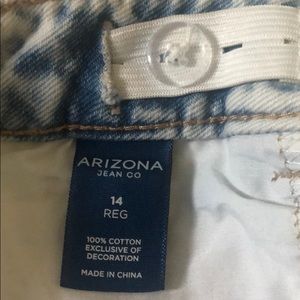 ARIZONA
JEAN CO
14
REG
100% COTTON
EXCLUSIVE OF
DECORATION
MADE IN CHINA